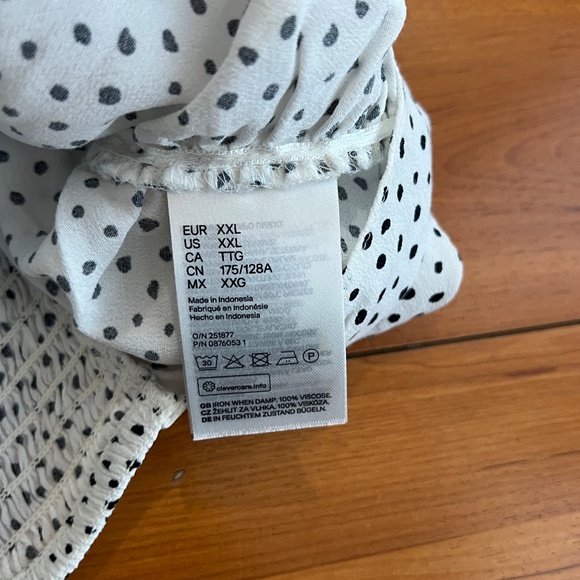 EUR XXL
US XXL
CA TTG
CN 175/128A
MX XXG
Made in Indonesia
Fabriqué en Indonésie
Hecho en Indonesia
O/N 251877
P/N 0876053 1
30 P
clevercare.info
GB IRON WHEN DAMP. 100% VISCOSE.
CZ ŽEHLIT ZA VLHKA. 100% VISKÓZA.
DE IN FEUCHTEM ZUSTAND BÜGELN.